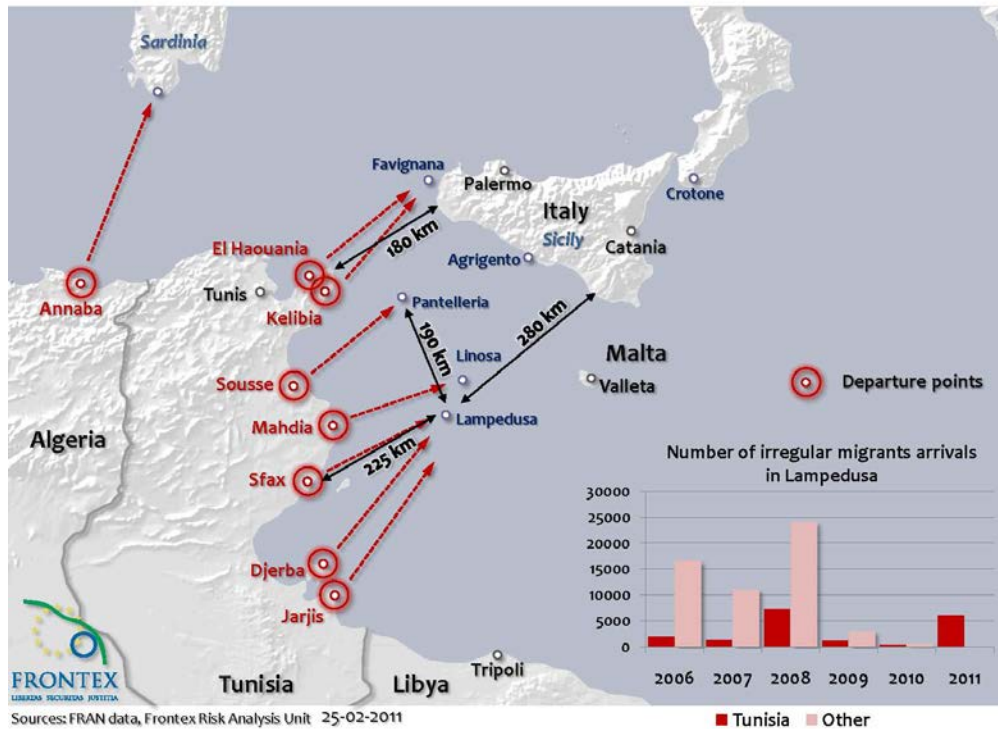 Sardinia
Favignana
Palermo
Crotone
Italy
Sicily
Catania
180 km
El Haouania
Agrigento
Annaba
Tunis
Kelibia
Pantelleria
190 km
280 km
Malta
Linosa
Valleta
Sousse
Departure points
Mahdia
Lampedusa
Algeria
225 km
Sfax
Djerba
Jarjis
Tripoli
Tunisia
Libya
Number of irregular migrants arrivals
in Lampedusa
30000
25000
20000
15000
10000
5000
0
2006 2007 2008 2009 2010 2011
Tunisia Other
FRONTEX
LIBERTAS SECURITAS JUSTITIA
Sources: FRAN data, Frontex Risk Analysis Unit 25-02-2011